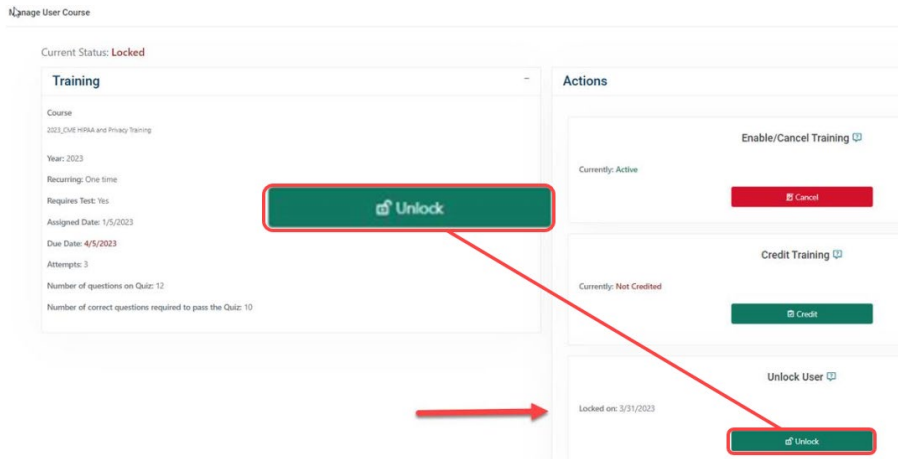 Manage User Course
Current Status: Locked
Training
Course
2023_CME HIPAA and Privacy Training
Year: 2023
Recurring: One time
Requires Test: Yes
Assigned Date: 1/5/2023
Due Date: 4/5/2023
Attempts: 3
Number of questions on Quiz: 12
Number of correct questions required to pass the Quiz: 10
Unlock
Actions
Enable/Cancel Training
Currently: Active
Cancel
Credit Training
Currently: Not Credited
Credit
Unlock User
Locked on: 3/31/2023
Unlock